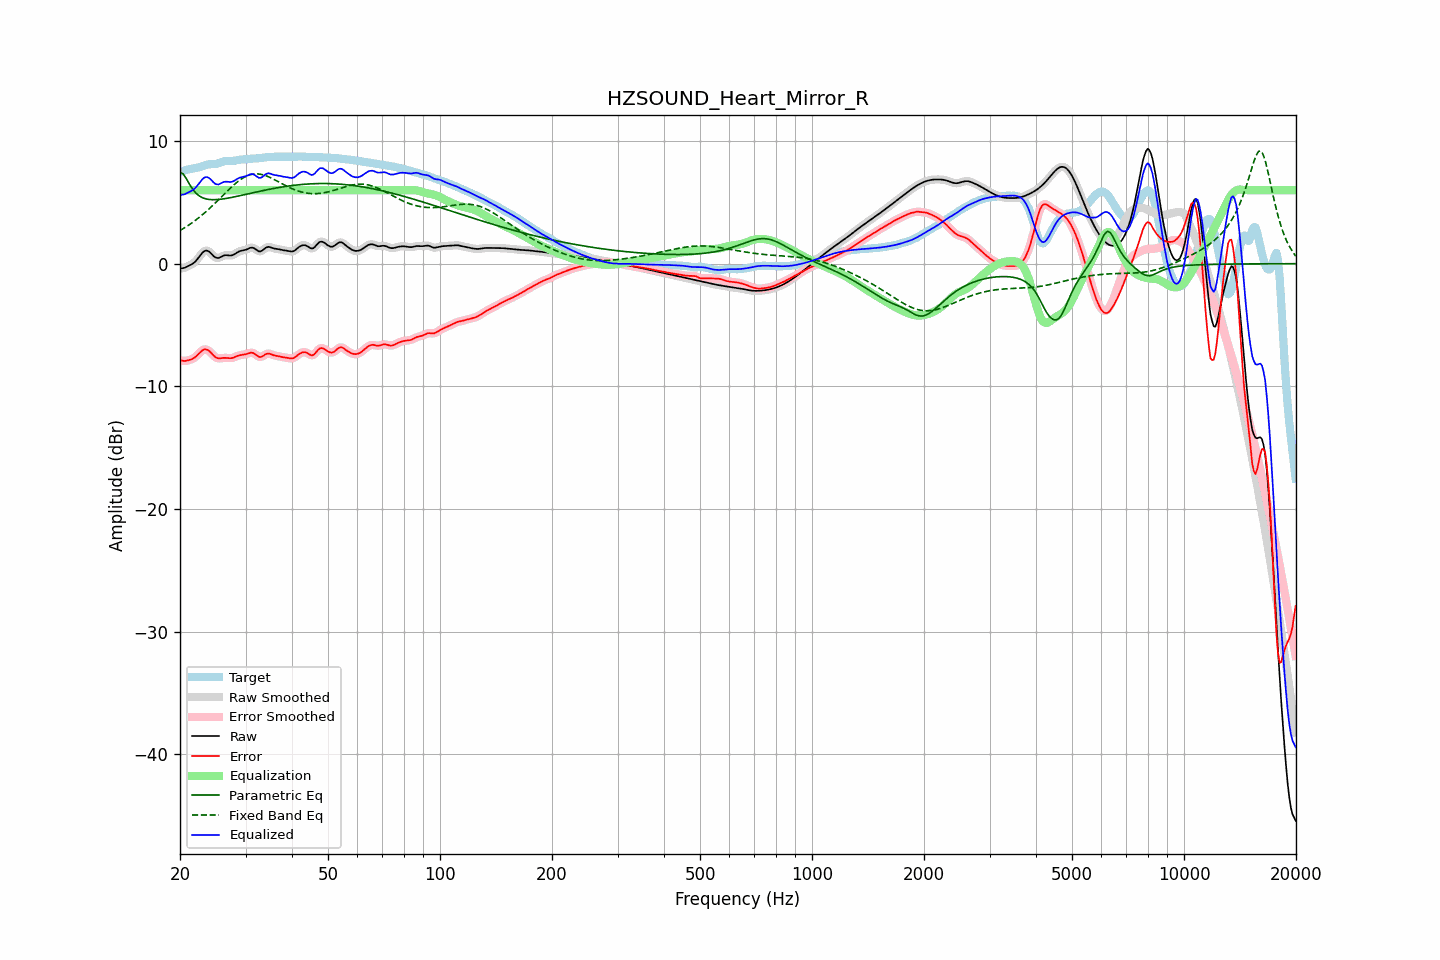 HZSOUND_Heart_Mirror_R
Amplitude (dBr)
10
0
−10
−20
−30
−40
Target
Raw Smoothed
Error Smoothed
Raw
Error
Equalization
Parametric Eq
Fixed Band Eq
Equalized
20 50 100 200 500 1000 2000 5000 10000 20000
Frequency (Hz)